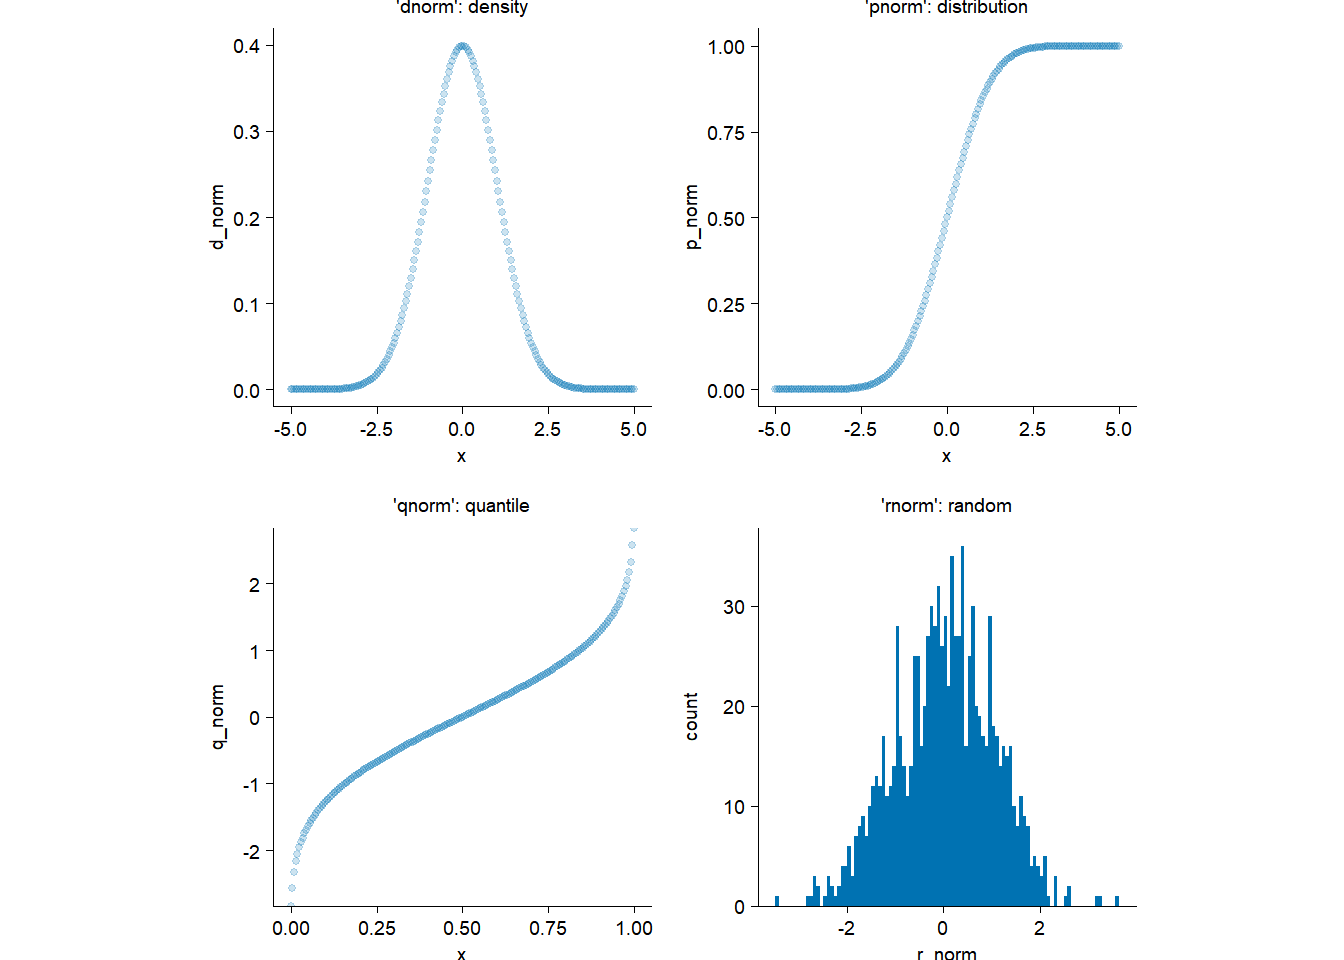 'dnorm': density
0.4
0.3
0.2
0.1
0.0
d_norm
-5.0 -2.5 0.0 2.5 5.0
x
'pnorm': distribution
1.00
0.75
0.50
0.25
0.00
p_norm
-5.0 -2.5 0.0 2.5 5.0
x
'qnorm': quantile
2
1
0
-1
-2
q_norm
0.00 0.25 0.50 0.75 1.00
x
'rnorm': random
30
20
10
0
count
-2 0 2
r_norm